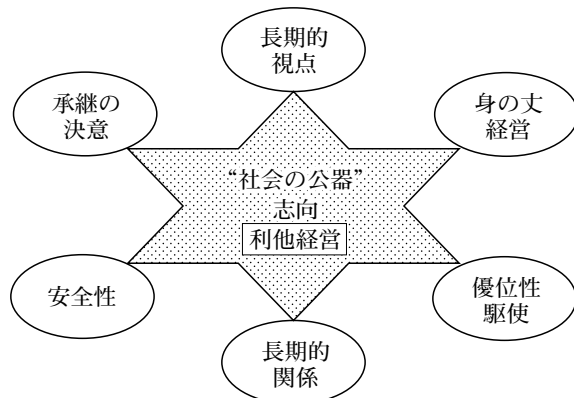 長期的
視点
承継の
決意
身の丈
経営
“社会の公器”
志向
利他経営
安全性
優位性
駆使
長期的
関係